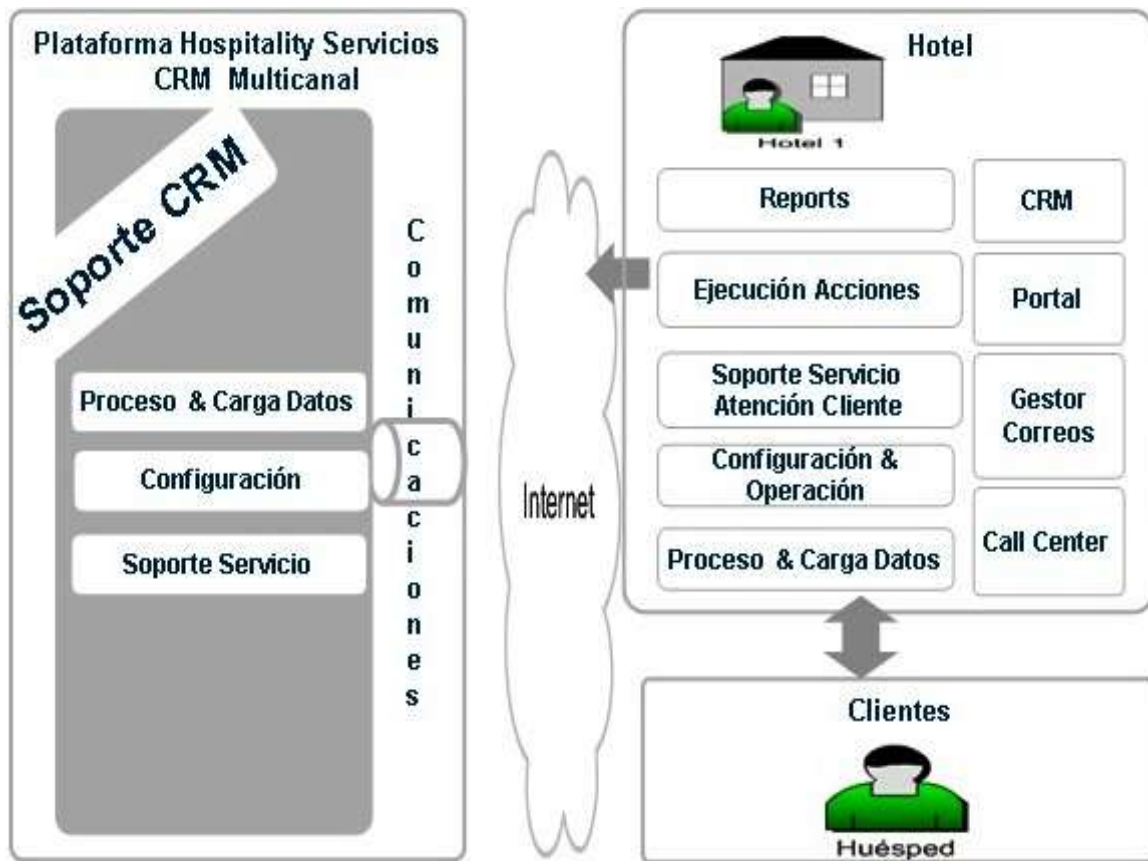 Plataforma Hospitality Servicios
CRM Multicanal
Soporte CRM
Proceso & Carga Datos
Configuración
Soporte Servicio
Comunicaciones
Internet
Hotel
Hotel 1
Reports
Ejecución Acciones
Soporte Servicio
Atención Cliente
Configuración &
Operación
Proceso & Carga Datos
CRM
Portal
Gestor
Correos
Call Center
Clientes
Huésped